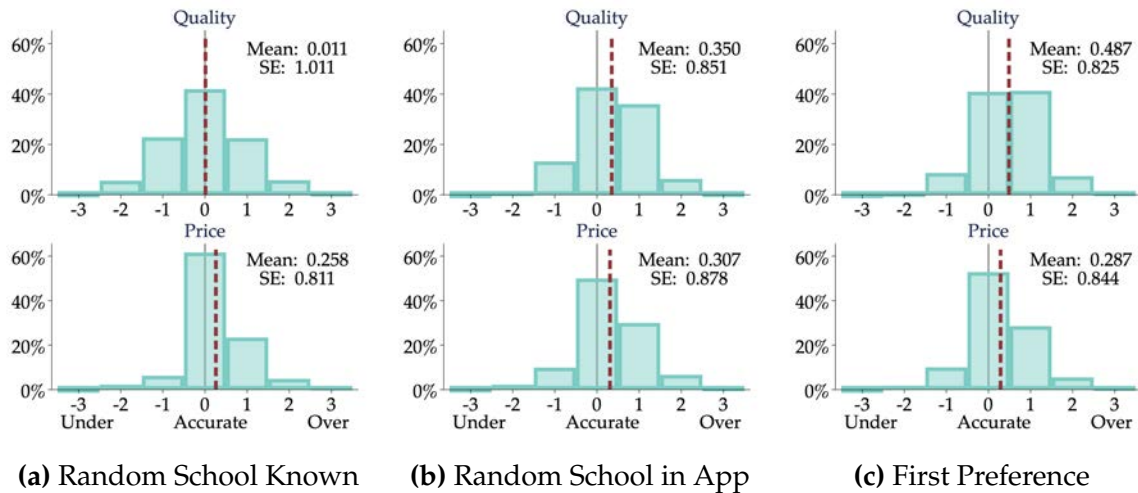 Quality
60%
40%
20%
0%
Mean: 0.011
SE: 1.011
-3 -2 -1 0 1 2 3
Price
60%
40%
20%
0%
Mean: 0.258
SE: 0.811
-3 -2 -1 0 1 2 3
Under Accurate Over
(a) Random School Known
Quality
60%
40%
20%
0%
Mean: 0.350
SE: 0.851
-3 -2 -1 0 1 2 3
Price
60%
40%
20%
0%
Mean: 0.307
SE: 0.878
-3 -2 -1 0 1 2 3
Under Accurate Over
(b) Random School in App
Quality
60%
40%
20%
0%
Mean: 0.487
SE: 0.825
-3 -2 -1 0 1 2 3
Price
60%
40%
20%
0%
Mean: 0.287
SE: 0.844
-3 -2 -1 0 1 2 3
Under Accurate Over
(c) First Preference